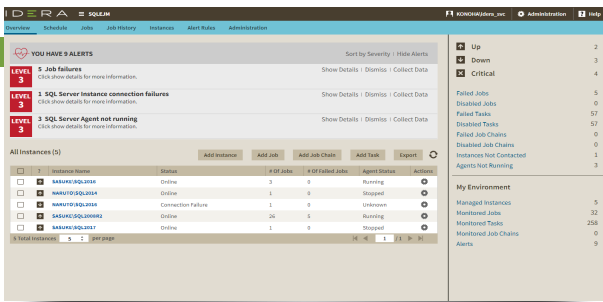 IDERA ≡ SQLEJM KONOHA\idera_svc Administration ? Help
Overview Schedule Jobs Job History Instances Alert Rules Administration
YOU HAVE 9 ALERTS Sort by Severity | Hide Alerts
LEVEL 3 5 Job failures Show Details | Dismiss | Collect Data
Click show details for more information.
LEVEL 3 1 SQL Server Instance connection failures Show Details | Dismiss | Collect Data
Click show details for more information.
LEVEL 3 3 SQL Server Agent not running Show Details | Dismiss | Collect Data
Click show details for more information.
All Instances (5) Add Instance Add Job Add Job Chain Add Task Export
? Instance Name Status # Of Jobs # Of Failed Jobs Agent Status Actions
SASUKE\SQL2016 Online 3 0 Running
NARUTO\SQL2014 Online 1 0 Stopped
NARUTO\SQL2016 Connection Failure 1 0 Unknown
SASUKE\SQL2008R2 Online 26 5 Running
SASUKE\SQL2017 Online 1 0 Stopped
5 Total Instances 5 per page 1 / 1
Up 2
Down 3
Critical 4
Failed Jobs 5
Disabled Jobs 0
Failed Tasks 57
Disabled Tasks 57
Failed Job Chains 0
Disabled Job Chains 0
Instances Not Contacted 1
Agents Not Running 3
My Environment
Managed Instances 5
Monitored Jobs 32
Monitored Tasks 258
Monitored Job Chains 0
Alerts 9